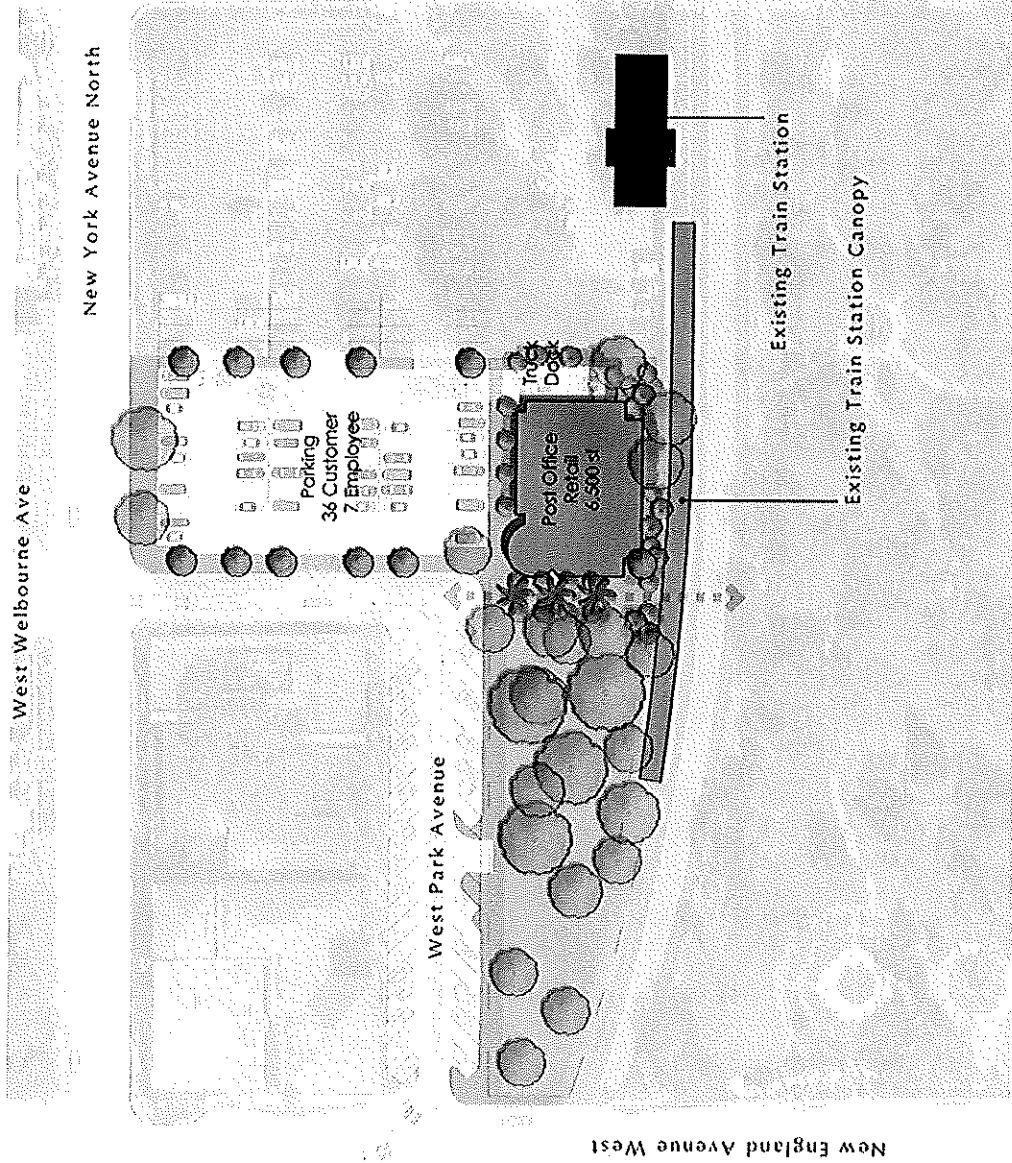 West Welbourne Ave
New York Avenue North
Parking
36 Customer
7 Employee
Truck
Dock
Post Office
Retail
6,500 sf
West Park Avenue
Existing Train Station
Existing Train Station Canopy
New England Avenue West